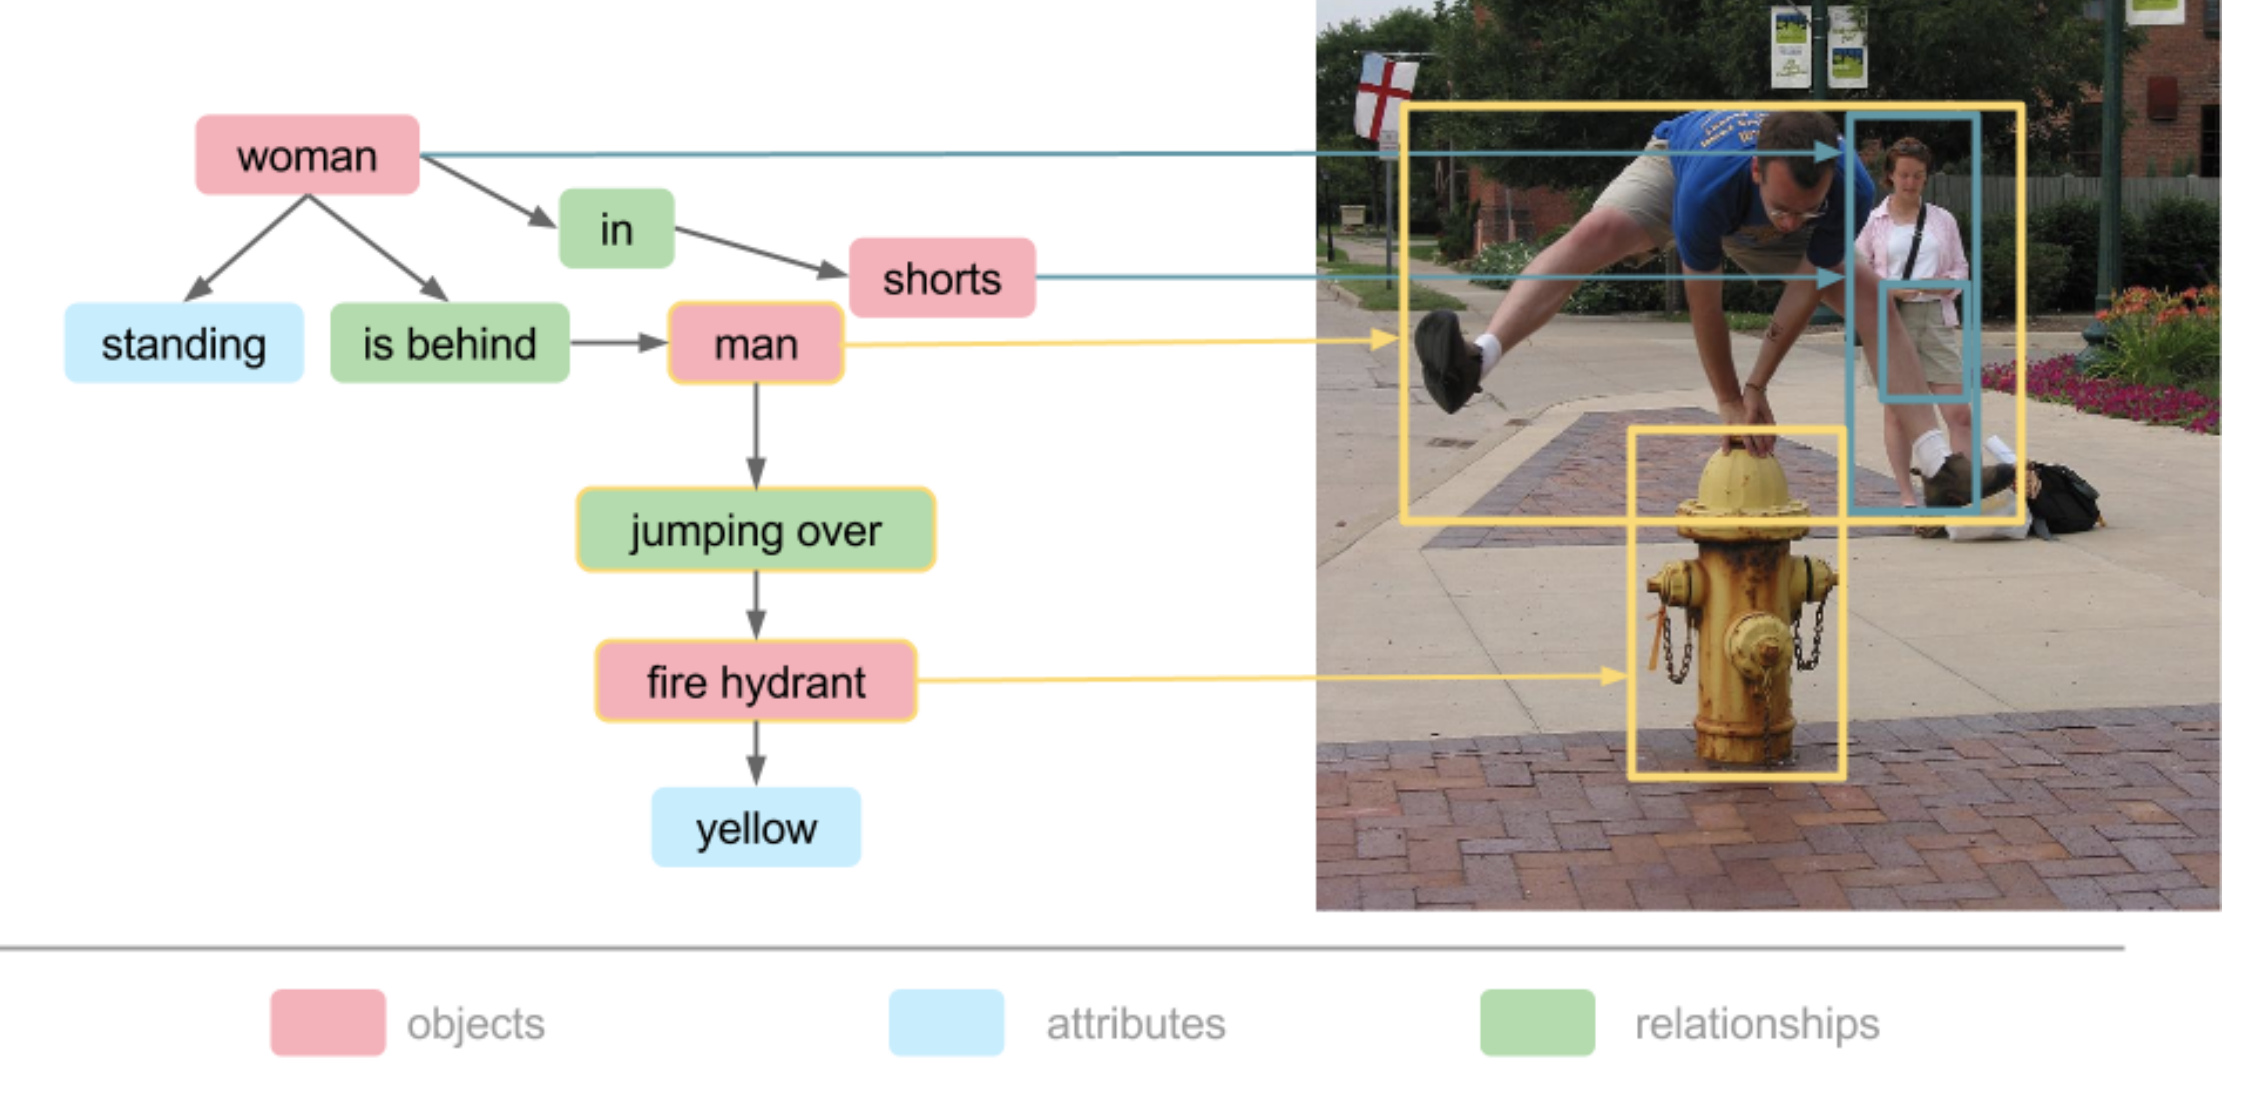 woman
in
shorts
standing
is behind
man
jumping over
fire hydrant
yellow
objects
attributes
relationships